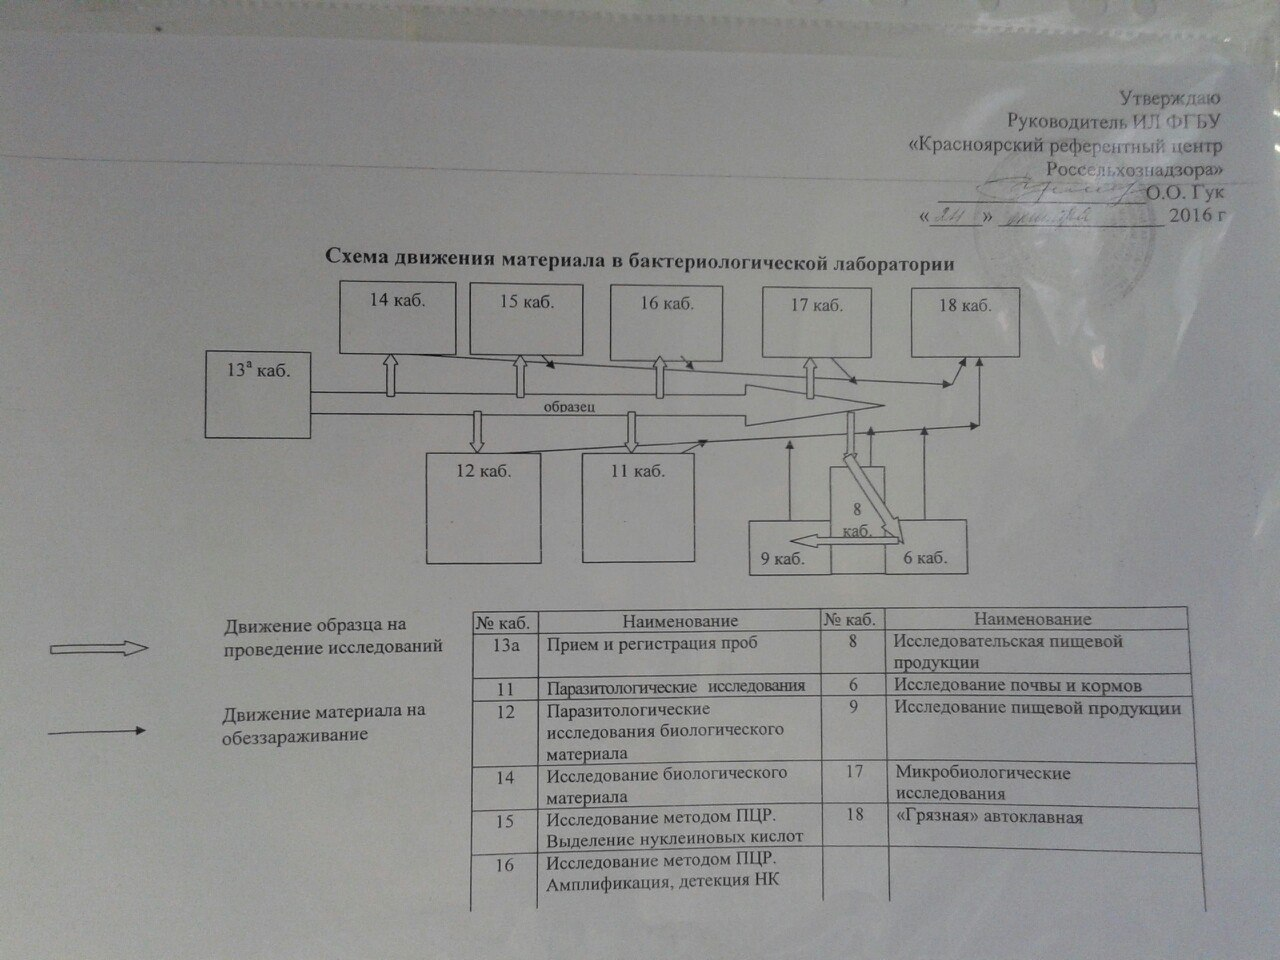 Утверждаю
Руководитель ИЛ ФГБУ
«Красноярский референтный центр
Россельхознадзора»
О.О. Гук
«24» октября 2016 г
Схема движения материала в бактериологической лаборатории
14 каб.
15 каб.
16 каб.
17 каб.
18 каб.
13а каб.
образец
12 каб.
11 каб.
8
каб.
9 каб.
6 каб.
Движение образца на
проведение исследований
Движение материала на
обеззараживание
№ каб. Наименование № каб. Наименование
13а Прием и регистрация проб 8 Исследовательская пищевой
продукции
11 Паразитологические исследования 6 Исследование почвы и кормов
12 Паразитологические 9 Исследование пищевой продукции
исследования биологического
материала
14 Исследование биологического 17 Микробиологические
материала исследования
15 Исследование методом ПЦР. 18 «Грязная» автоклавная
Выделение нуклеиновых кислот
16 Исследование методом ПЦР.
Амплификация, детекция НК